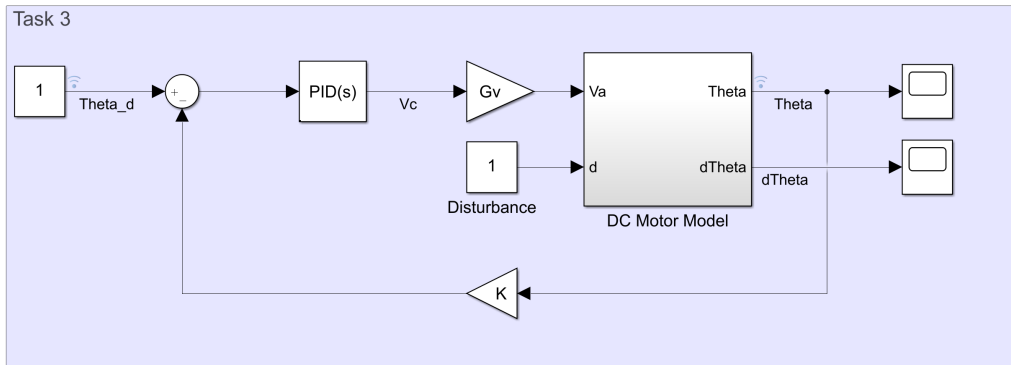 Task 3
1
Theta_d
+
−
PID(s)
Vc
Gv
Va
d
Theta
dTheta
DC Motor Model
Theta
dTheta
1
Disturbance
K